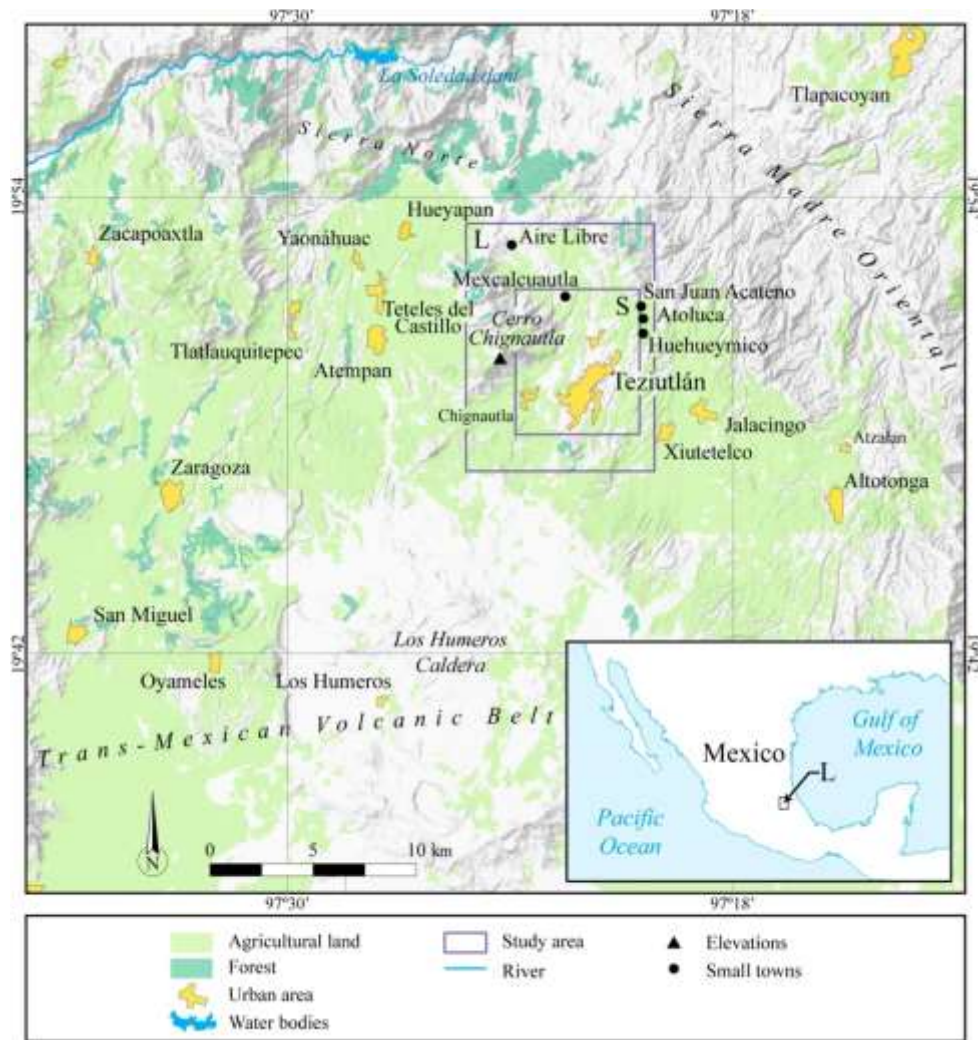 97°30'
97°18'
La Soledad dam
Tlapacoyan
Sierra Norte
Sierra Madre Oriental
19°54'
19°54'
Hueyapan
Zacapoaxtla
Yaonáhuac
L
Aire Libre
Mexcalcuautla
San Juan Acateno
Teteles del
Castillo
S
Atoluca
Cerro
Chignautla
Huehueymico
Tlatlauquitepec
Atempan
Teziutlán
Chignautla
Jalacingo
Xiutetelco
Atzalan
Zaragoza
Altotonga
San Miguel
19°42'
19°42'
Los Humeros
Caldera
Oyameles
Los Humeros
Trans-Mexican Volcanic Belt
Gulf of
Mexico
Mexico
L
Pacific
Ocean
N
0 5 10 km
97°30'
97°18'
Agricultural land
Study area
Elevations
Forest
River
Small towns
Urban area
Water bodies